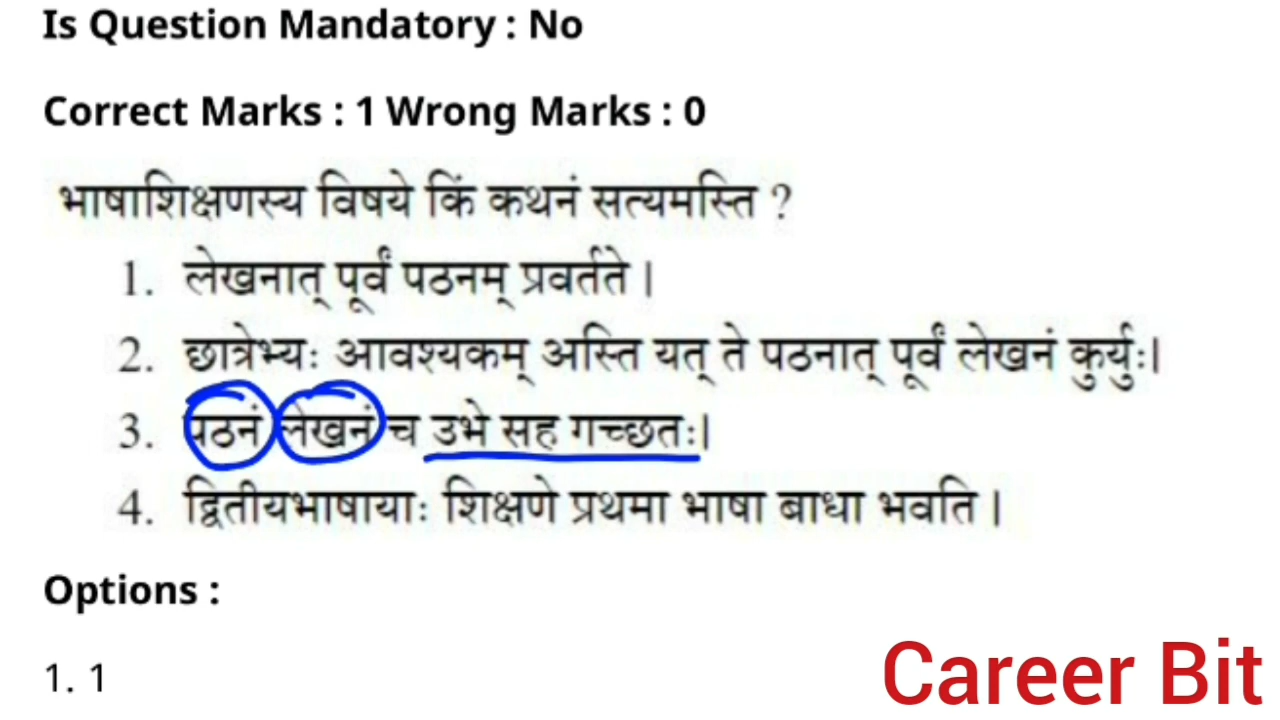 Is Question Mandatory : No
Correct Marks : 1 Wrong Marks : 0
भाषाशिक्षणस्य विषये किं कथनं सत्यमस्ति ?
1. लेखनात् पूर्वं पठनम् प्रवर्तते |
2. छात्रेभ्यः आवश्यकम् अस्ति यत् ते पठनात् पूर्वं लेखनं कुर्युः|
3. पठनं लेखनं च उभे सह गच्छतः|
4. द्वितीयभाषायाः शिक्षणे प्रथमा भाषा बाधा भवति |
Options :
1. 1
Career Bit